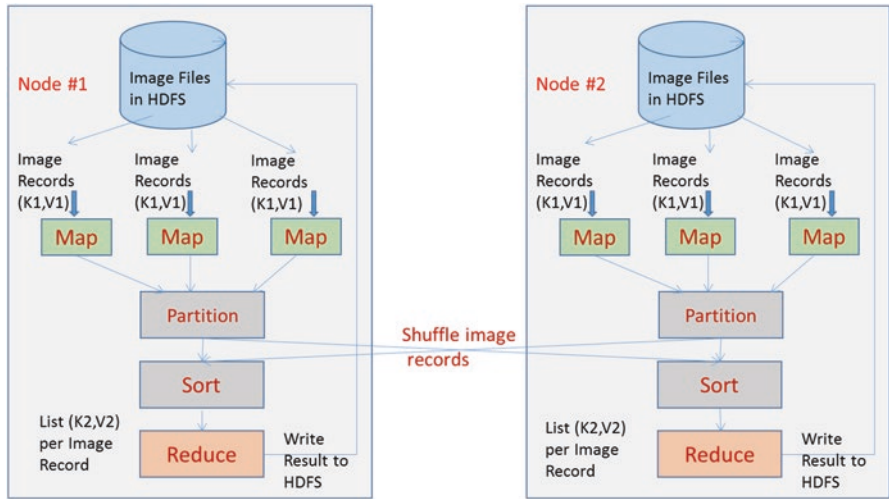 Node #1
Image Files
in HDFS
Image
Records
(K1,V1)
Image
Records
(K1,V1)
Image
Records
(K1,V1)
Map
Map
Map
Partition
Sort
List (K2,V2)
per Image
Record
Reduce
Write
Result to
HDFS
Shuffle image
records
Node #2
Image Files
in HDFS
Image
Records
(K1,V1)
Image
Records
(K1,V1)
Image
Records
(K1,V1)
Map
Map
Map
Partition
Sort
List (K2,V2)
per Image
Record
Reduce
Write
Result to
HDFS